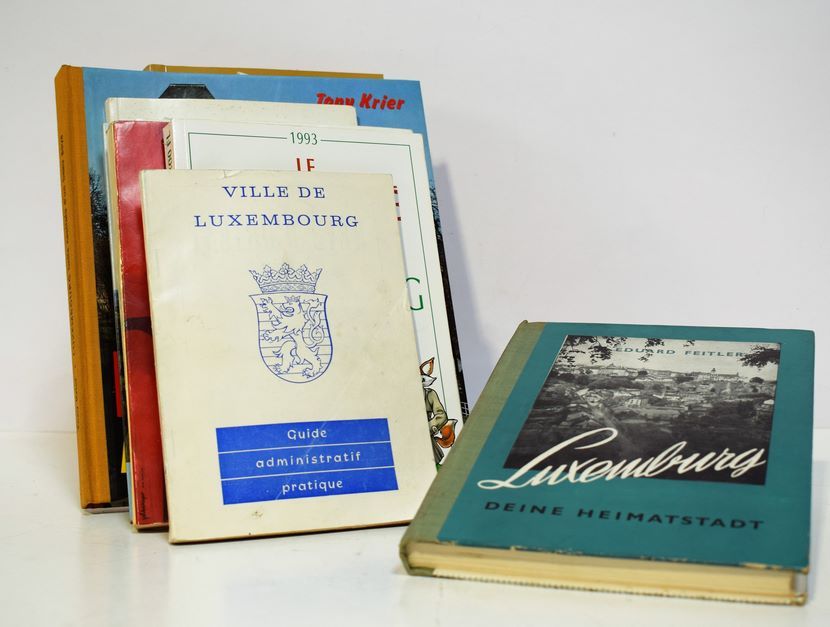 Tony Krier
1993
LE
E
G
VILLE DE
LUXEMBOURG
Guide
administratif
pratique
EDUARD FEITLER
Luxemburg
DEINE HEIMATSTADT